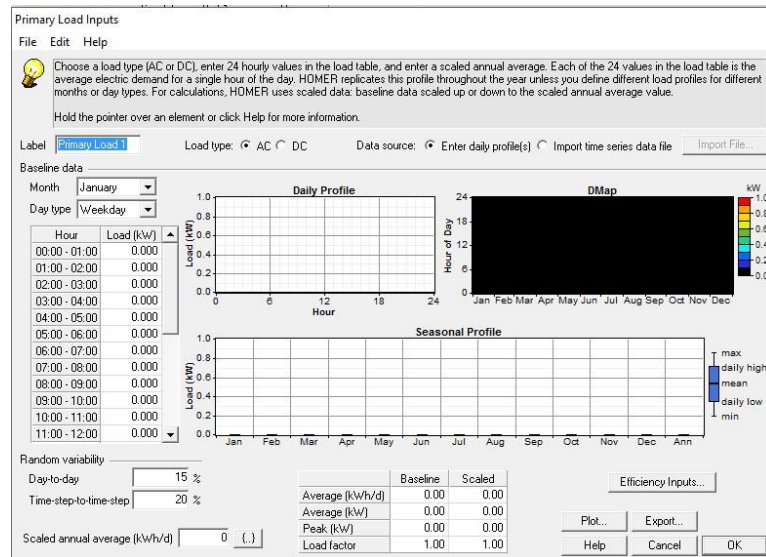 Primary Load Inputs
File Edit Help
Choose a load type (AC or DC), enter 24 hourly values in the load table, and enter a scaled annual average. Each of the 24 values in the load table is the
average electric demand for a single hour of the day. HOMER replicates this profile throughout the year unless you define different load profiles for different
months or day types. For calculations, HOMER uses scaled data: baseline data scaled up or down to the scaled annual average value.
Hold the pointer over an element or click Help for more information.
Label Primary Load 1 Load type: AC DC Data source: Enter daily profile(s) Import time series data file Import File...
Baseline data
Month January
Day type Weekday
Hour Load (kW)
00:00 - 01:00 0.000
01:00 - 02:00 0.000
02:00 - 03:00 0.000
03:00 - 04:00 0.000
04:00 - 05:00 0.000
05:00 - 06:00 0.000
06:00 - 07:00 0.000
07:00 - 08:00 0.000
08:00 - 09:00 0.000
09:00 - 10:00 0.000
10:00 - 11:00 0.000
11:00 - 12:00 0.000
Daily Profile
Load (kW)
1.0
0.8
0.6
0.4
0.2
0.0
0 6 12 18 24
Hour
DMap
Hour of Day
24
18
12
6
0
Jan Feb Mar Apr May Jun Jul Aug Sep Oct Nov Dec
kW
1.0
0.8
0.6
0.4
0.2
0.0
Seasonal Profile
Load (kW)
1.0
0.8
0.6
0.4
0.2
0.0
Jan Feb Mar Apr May Jun Jul Aug Sep Oct Nov Dec Ann
max
daily high
mean
daily low
min
Random variability
Day-to-day 15 %
Time-step-to-time-step 20 %
Scaled annual average (kWh/d) 0 {..}
Baseline Scaled
Average (kWh/d) 0.00 0.00
Average (kW) 0.00 0.00
Peak (kW) 0.00 0.00
Load factor 1.00 1.00
Efficiency Inputs...
Plot... Export...
Help Cancel OK